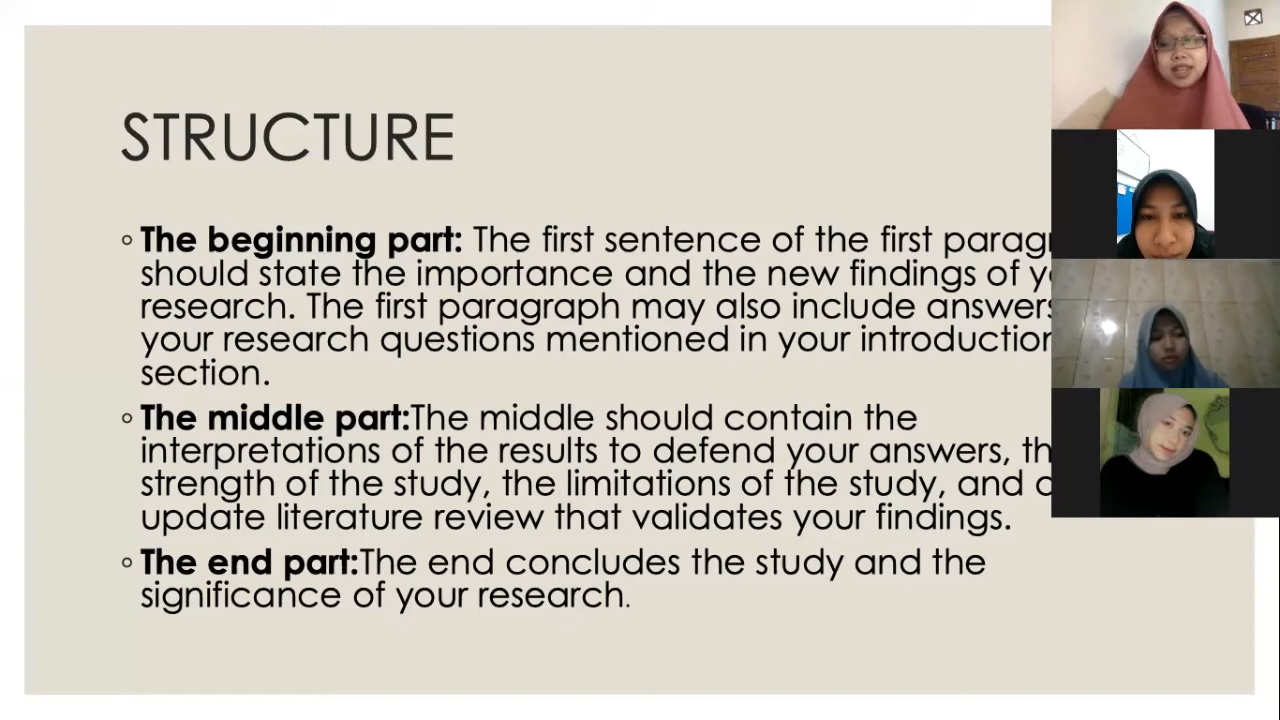 STRUCTURE
The beginning part: The first sentence of the first
should state the importance and the new findings of
research. The first paragraph may also include answers
your research questions mentioned in your introduction
section.
The middle part:The middle should contain the
interpretations of the results to defend your answers,
strength of the study, the limitations of the study, and
update literature review that validates your findings.
The end part:The end concludes the study and the
significance of your research.